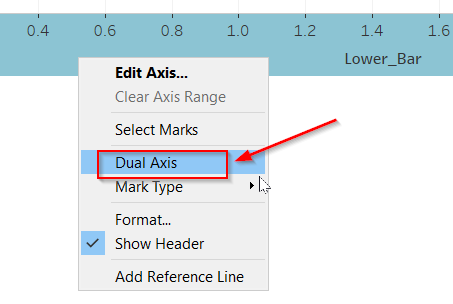 0.4 0.6 0.8 1.0 1.2 1.4 1.6
Lower_Bar
Edit Axis...
Clear Axis Range
Select Marks
Dual Axis
Mark Type
Format...
Show Header
Add Reference Line